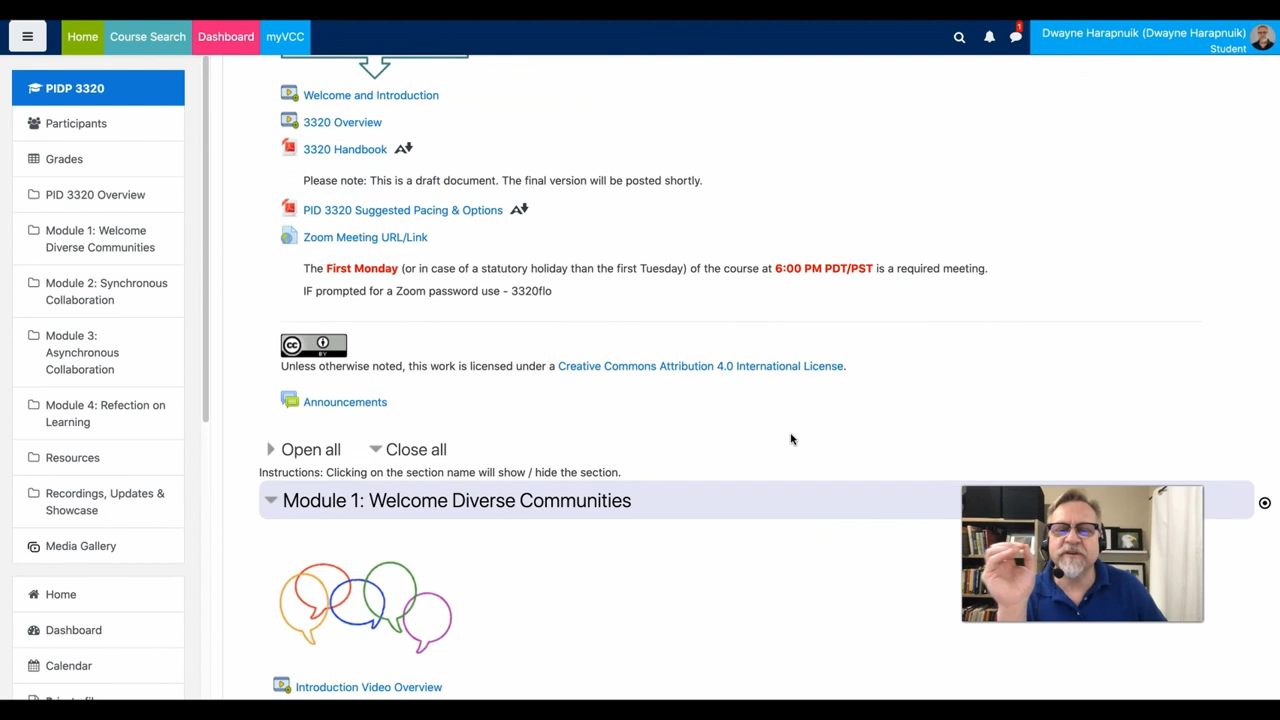 Home
Course Search
Dashboard
myVCC
1
Dwayne Harapnuik (Dwayne Harapnuik)
Student
PIDP 3320
Participants
Grades
PID 3320 Overview
Module 1: Welcome
Diverse Communities
Module 2: Synchronous
Collaboration
Module 3:
Asynchronous
Collaboration
Module 4: Refection on
Learning
Resources
Recordings, Updates &
Showcase
Media Gallery
Home
Dashboard
Calendar
Welcome and Introduction
3320 Overview
3320 Handbook
Please note: This is a draft document. The final version will be posted shortly.
PID 3320 Suggested Pacing & Options
Zoom Meeting URL/Link
The First Monday (or in case of a statutory holiday than the first Tuesday) of the course at 6:00 PM PDT/PST is a required meeting.
IF prompted for a Zoom password use - 3320flo
cc
BY
Unless otherwise noted, this work is licensed under a Creative Commons Attribution 4.0 International License.
Announcements
Open all
Close all
Instructions: Clicking on the section name will show / hide the section.
Module 1: Welcome Diverse Communities
Introduction Video Overview